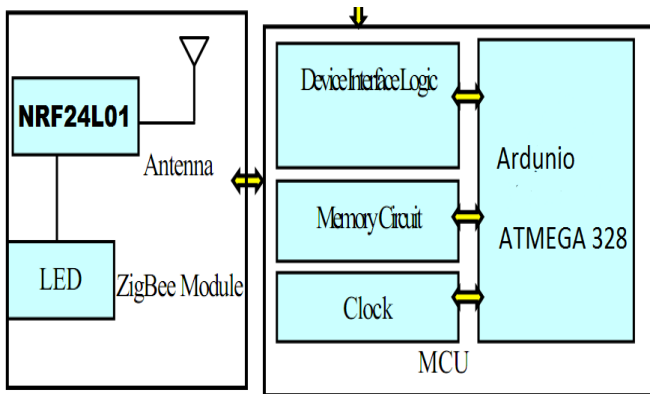 NRF24L01
Antenna
LED
ZigBee Module
Device Interface Logic
Memory Circuit
Clock
Ardunio
ATMEGA 328
MCU